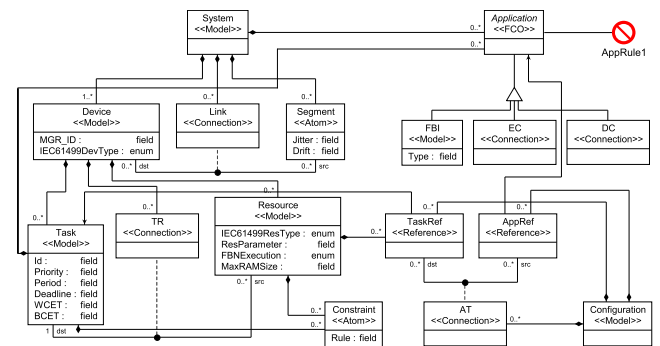 System
<<Model>>
Application
<<FCO>>
AppRule1
0..*
0..*
1..*
0..*
0..*
Device
<<Model>>
MGR_ID : field
IEC61499DevType : enum
Link
<<Connection>>
Segment
<<Atom>>
Jitter : field
Drift : field
FBI
<<Model>>
Type : field
EC
<<Connection>>
DC
<<Connection>>
0..* dst
0..* src
0..*
0..*
0..*
0..*
0..*
Task
<<Model>>
Id : field
Priority : field
Period : field
Deadline : field
WCET : field
BCET : field
TR
<<Connection>>
Resource
<<Model>>
IEC61499ResType : enum
ResParameter : field
FBNExecution : enum
MaxRAMSize : field
0..*
TaskRef
<<Reference>>
AppRef
<<Reference>>
0..* dst
0..* src
0..* src
1 dst
0..*
0..*
Constraint
<<Atom>>
Rule : field
AT
<<Connection>>
0..*
Configuration
<<Model>>